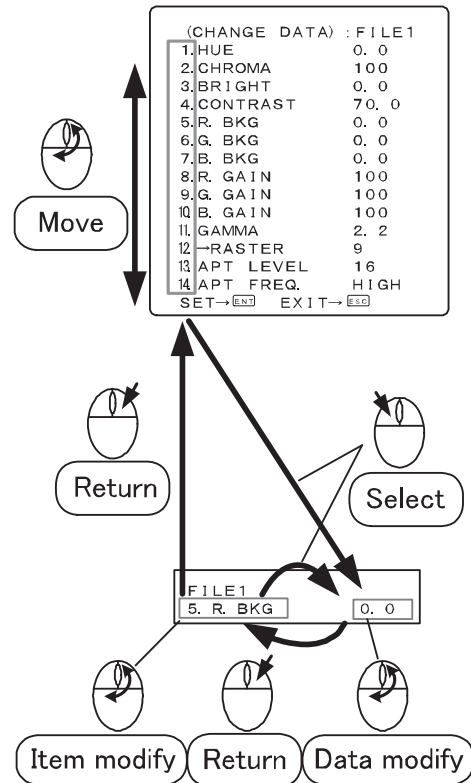 (CHANGE DATA) :FILE1
1. HUE 0. 0
2. CHROMA 100
3. BRIGHT 0. 0
4. CONTRAST 70. 0
5. R. BKG 0. 0
6. G. BKG 0. 0
7. B. BKG 0. 0
8. R. GAIN 100
9. G. GAIN 100
10. B. GAIN 100
11. GAMMA 2. 2
12 →RASTER 9
13. APT LEVEL 16
14. APT FREQ. HIGH
SET→ENT EXIT→ESC
Move
Return
Select
FILE1
5. R. BKG 0. 0
Item modify Return Data modify